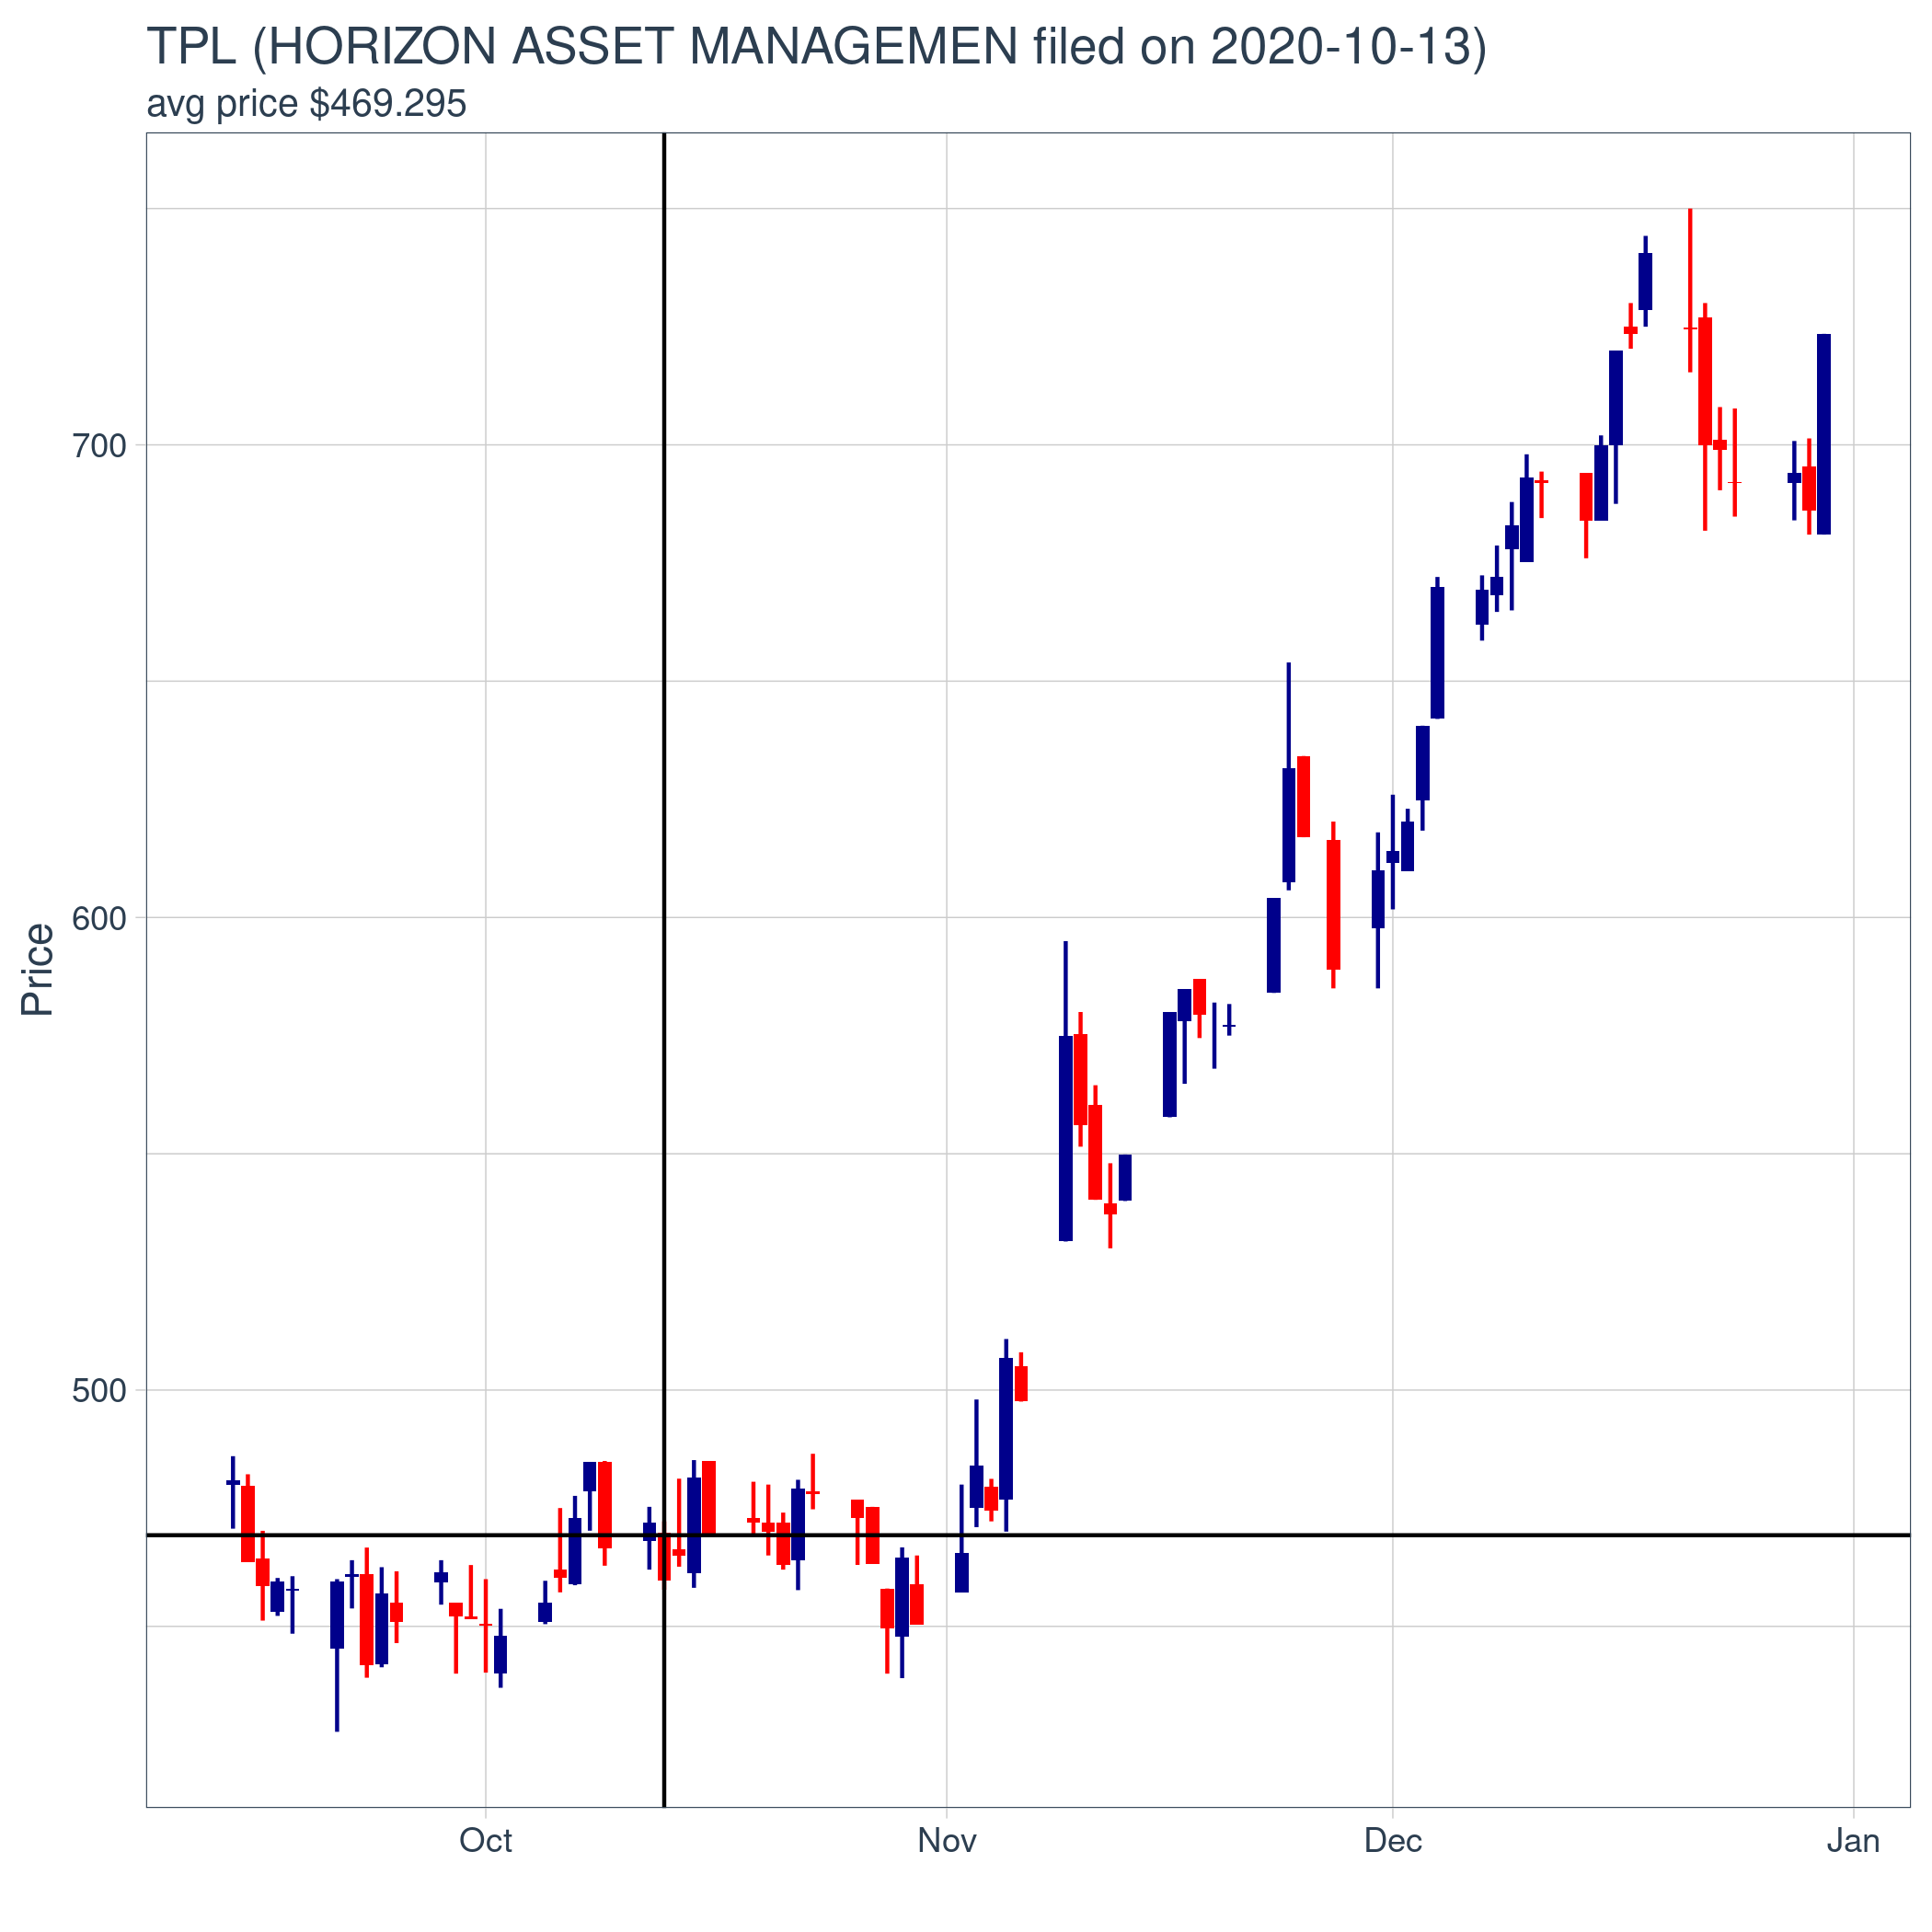 TPL (HORIZON ASSET MANAGEMEN filed on 2020-10-13)
avg price $469.295
700
600
500
Price
Oct Nov Dec Jan